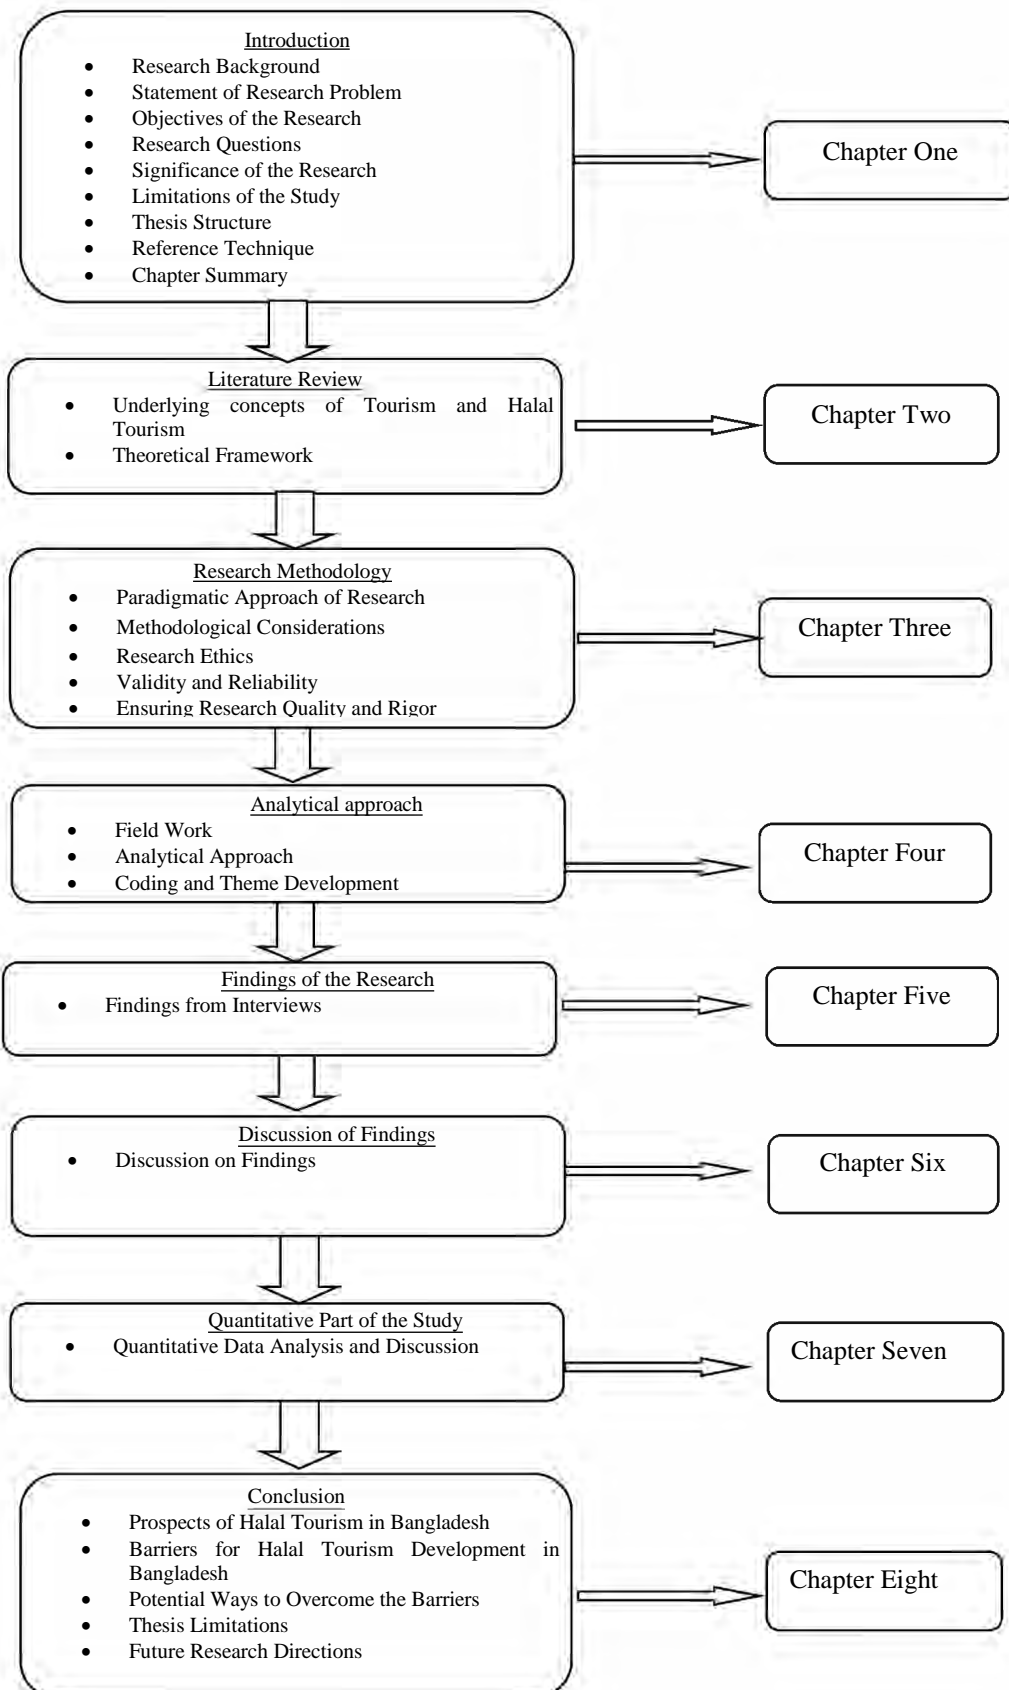 Introduction
• Research Background
• Statement of Research Problem
• Objectives of the Research
• Research Questions
• Significance of the Research
• Limitations of the Study
• Thesis Structure
• Reference Technique
• Chapter Summary
Chapter One
Literature Review
• Underlying concepts of Tourism and Halal
Tourism
• Theoretical Framework
Chapter Two
Research Methodology
• Paradigmatic Approach of Research
• Methodological Considerations
• Research Ethics
• Validity and Reliability
• Ensuring Research Quality and Rigor
Chapter Three
Analytical approach
• Field Work
• Analytical Approach
• Coding and Theme Development
Chapter Four
Findings of the Research
• Findings from Interviews
Chapter Five
Discussion of Findings
• Discussion on Findings
Chapter Six
Quantitative Part of the Study
• Quantitative Data Analysis and Discussion
Chapter Seven
Conclusion
• Prospects of Halal Tourism in Bangladesh
• Barriers for Halal Tourism Development in
Bangladesh
• Potential Ways to Overcome the Barriers
• Thesis Limitations
• Future Research Directions
Chapter Eight